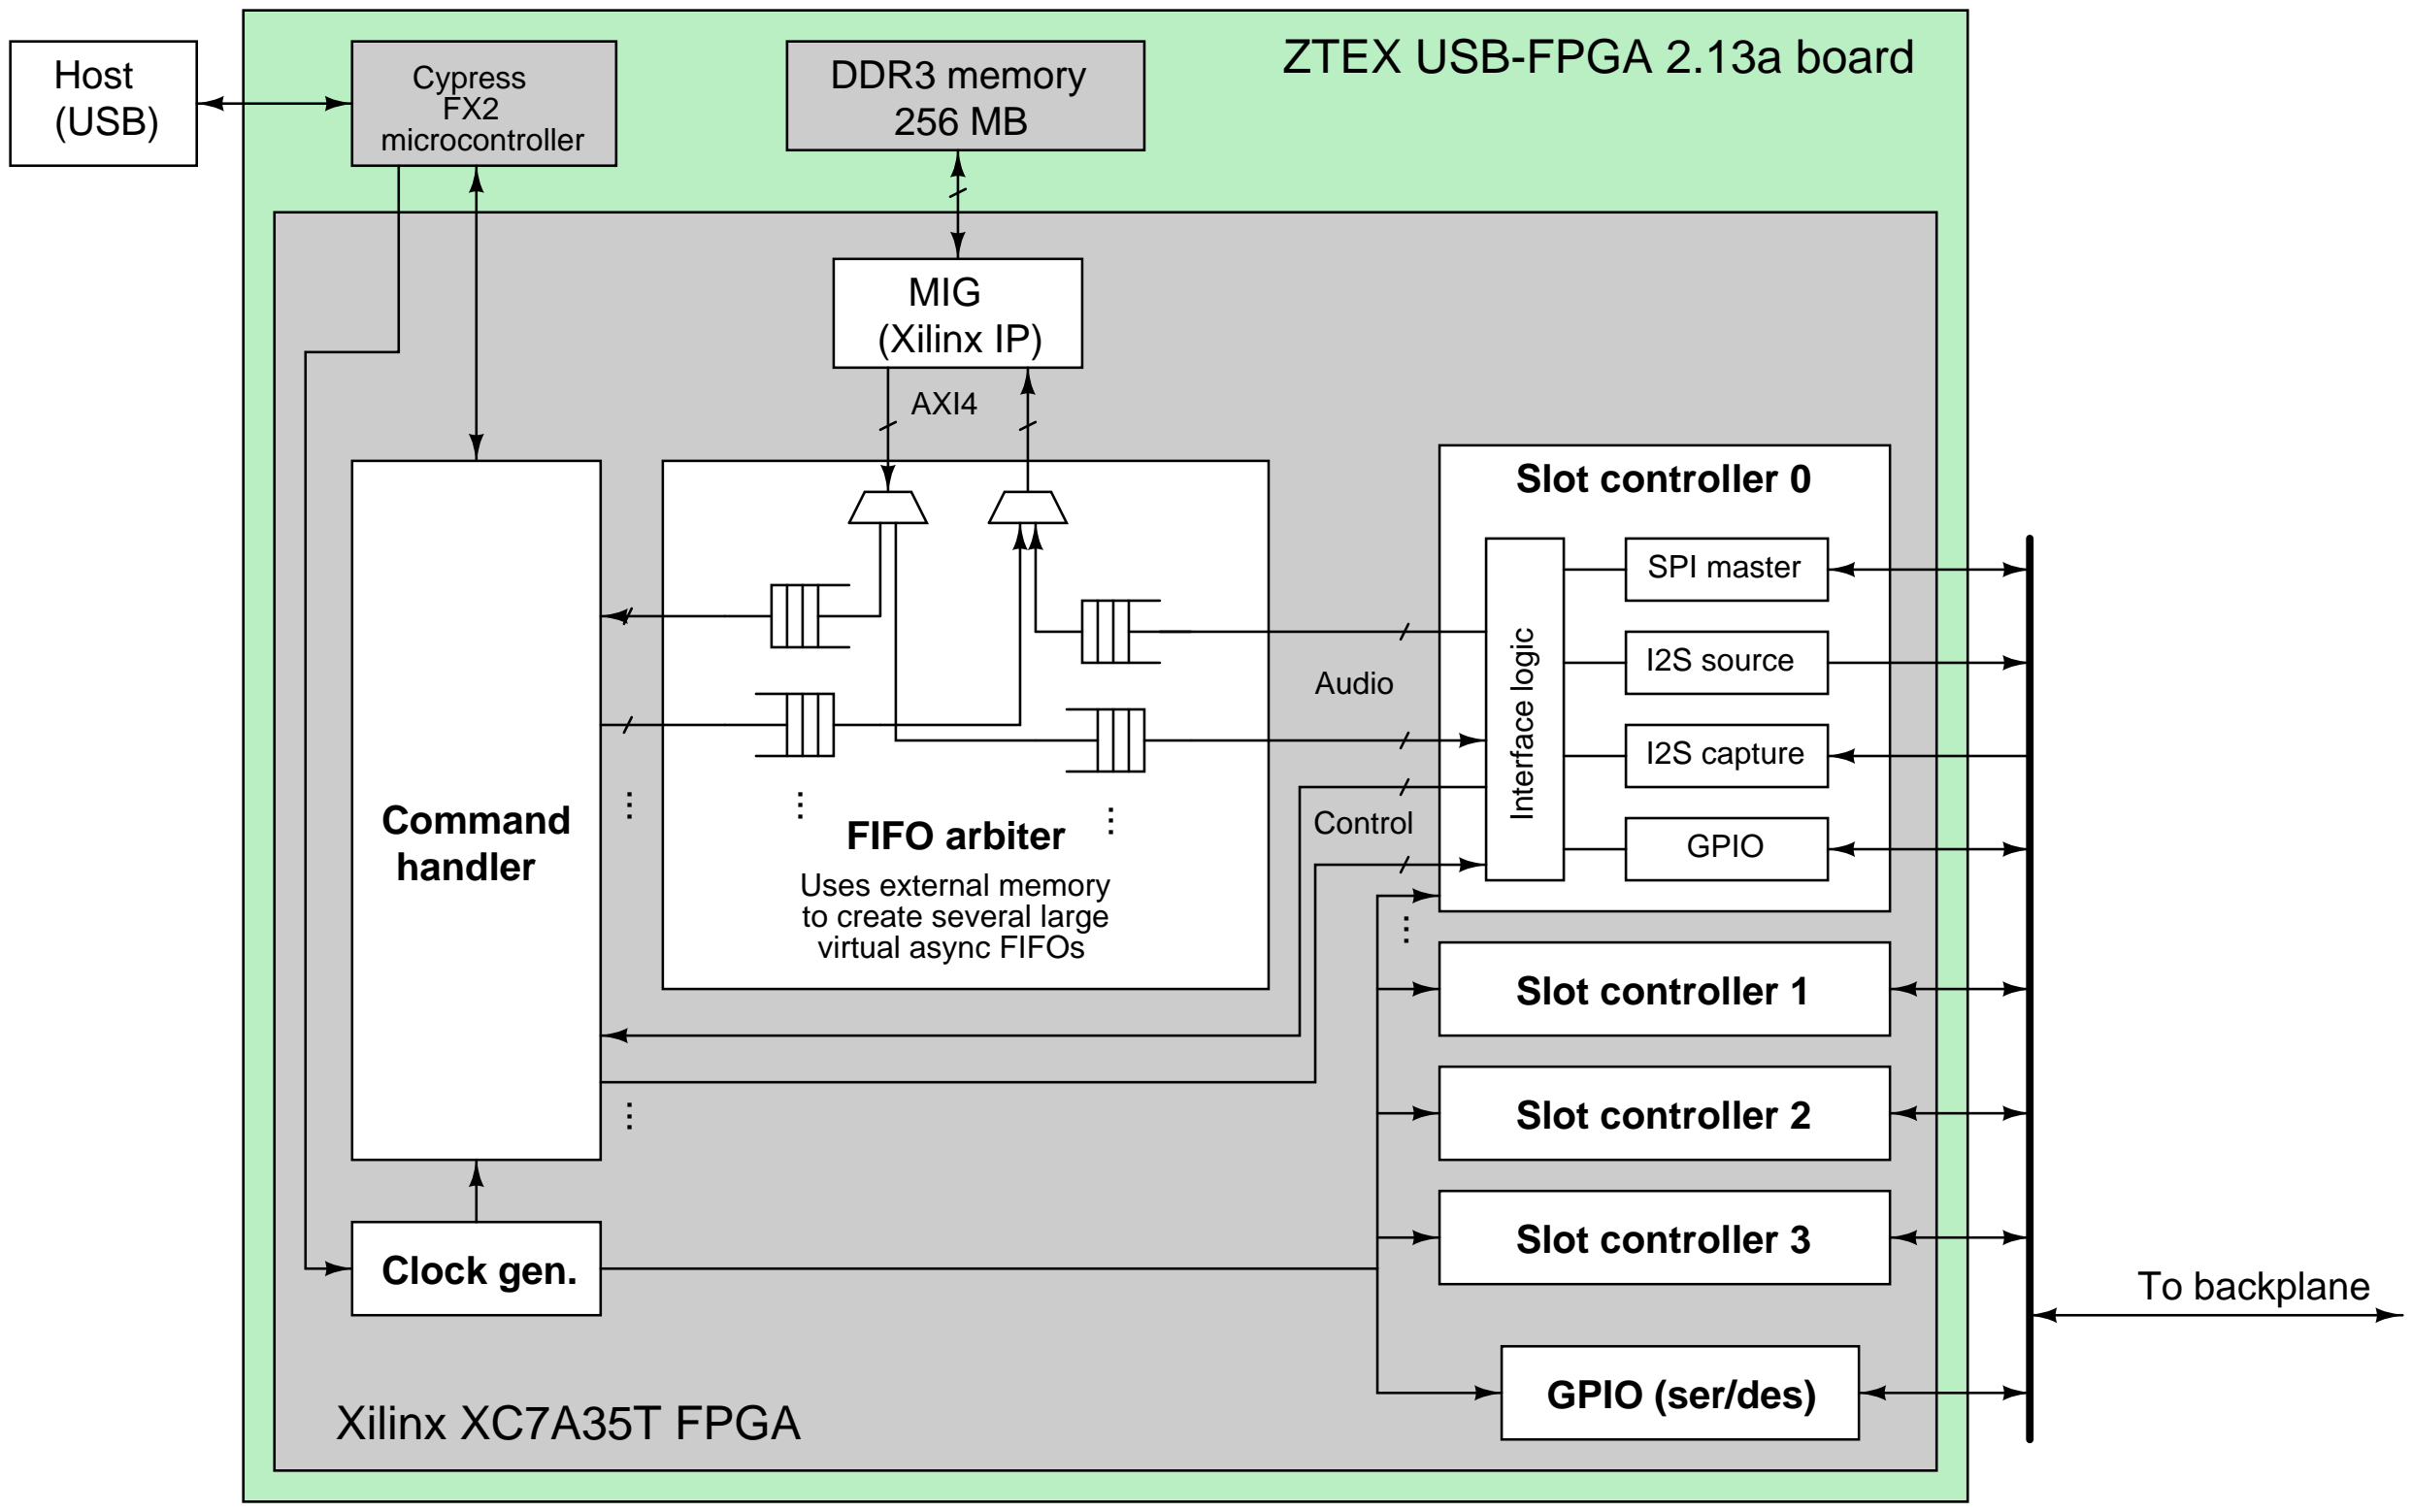 ZTEX USB-FPGA 2.13a board
Host
(USB)
Cypress
FX2
microcontroller
DDR3 memory
256 MB
MIG
(Xilinx IP)
AXI4
Command
handler
FIFO arbiter
Uses external memory
to create several large
virtual async FIFOs
Audio
Control
Slot controller 0
Interface logic
SPI master
I2S source
I2S capture
GPIO
Slot controller 1
Slot controller 2
Slot controller 3
Clock gen.
GPIO (ser/des)
To backplane
Xilinx XC7A35T FPGA